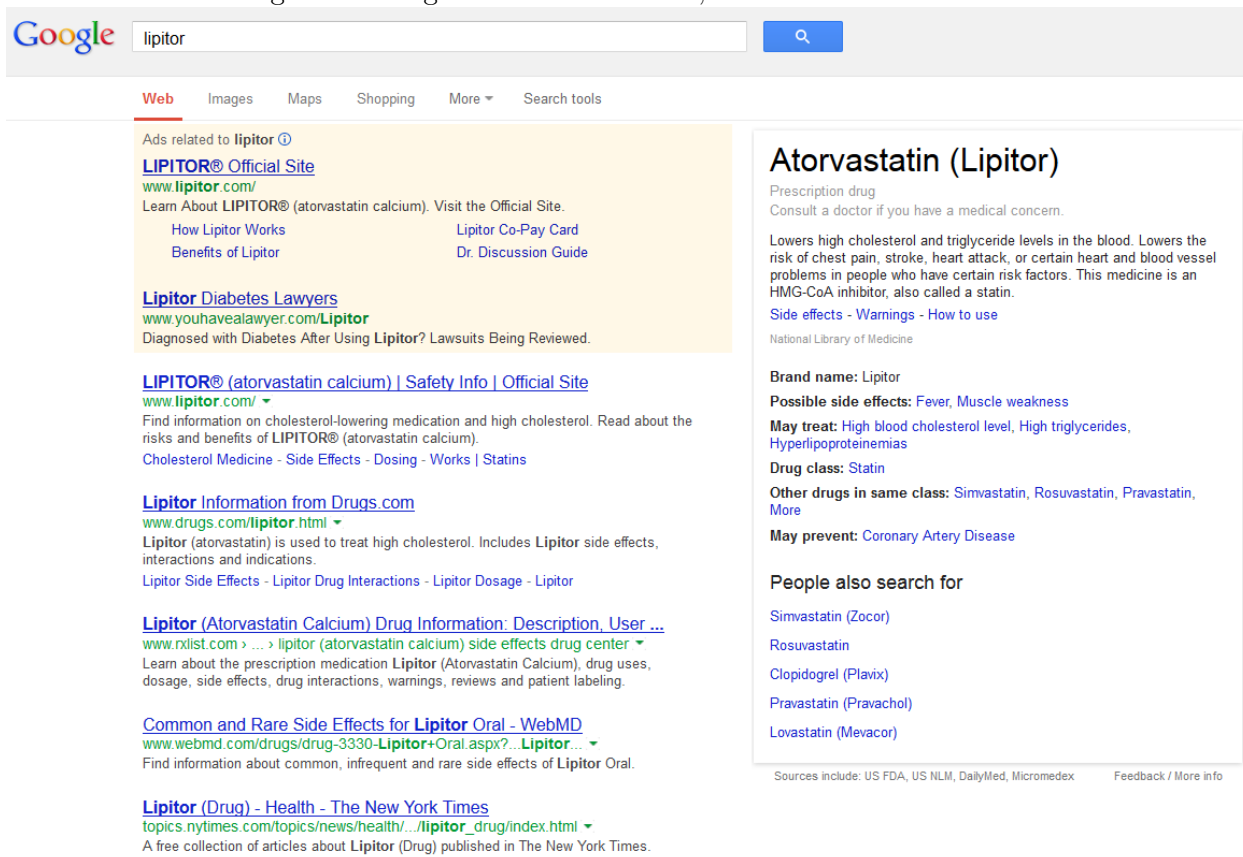 Google lipitor
Web Images Maps Shopping More Search tools
Ads related to lipitor
LIPITOR® Official Site
www.lipitor.com/
Learn About LIPITOR® (atorvastatin calcium). Visit the Official Site.
How Lipitor Works Lipitor Co-Pay Card
Benefits of Lipitor Dr. Discussion Guide
Lipitor Diabetes Lawyers
www.youhavealawyer.com/Lipitor
Diagnosed with Diabetes After Using Lipitor? Lawsuits Being Reviewed.
LIPITOR® (atorvastatin calcium) | Safety Info | Official Site
www.lipitor.com/
Find information on cholesterol-lowering medication and high cholesterol. Read about the
risks and benefits of LIPITOR® (atorvastatin calcium).
Cholesterol Medicine - Side Effects - Dosing - Works | Statins
Lipitor Information from Drugs.com
www.drugs.com/lipitor.html
Lipitor (atorvastatin) is used to treat high cholesterol. Includes Lipitor side effects,
interactions and indications.
Lipitor Side Effects - Lipitor Drug Interactions - Lipitor Dosage - Lipitor
Lipitor (Atorvastatin Calcium) Drug Information: Description, User ...
www.rxlist.com › ... › lipitor (atorvastatin calcium) side effects drug center
Learn about the prescription medication Lipitor (Atorvastatin Calcium), drug uses,
dosage, side effects, drug interactions, warnings, reviews and patient labeling.
Common and Rare Side Effects for Lipitor Oral - WebMD
www.webmd.com/drugs/drug-3330-Lipitor+Oral.aspx?...Lipitor...
Find information about common, infrequent and rare side effects of Lipitor Oral.
Lipitor (Drug) - Health - The New York Times
topics.nytimes.com/topics/news/health/.../lipitor_drug/index.html
A free collection of articles about Lipitor (Drug) published in The New York Times.
Atorvastatin (Lipitor)
Prescription drug
Consult a doctor if you have a medical concern.
Lowers high cholesterol and triglyceride levels in the blood. Lowers the
risk of chest pain, stroke, heart attack, or certain heart and blood vessel
problems in people who have certain risk factors. This medicine is an
HMG-CoA inhibitor, also called a statin.
Side effects - Warnings - How to use
National Library of Medicine
Brand name: Lipitor
Possible side effects: Fever, Muscle weakness
May treat: High blood cholesterol level, High triglycerides,
Hyperlipoproteinemias
Drug class: Statin
Other drugs in same class: Simvastatin, Rosuvastatin, Pravastatin,
More
May prevent: Coronary Artery Disease
People also search for
Simvastatin (Zocor)
Rosuvastatin
Clopidogrel (Plavix)
Pravastatin (Pravachol)
Lovastatin (Mevacor)
Sources include: US FDA, US NLM, DailyMed, Micromedex Feedback / More info